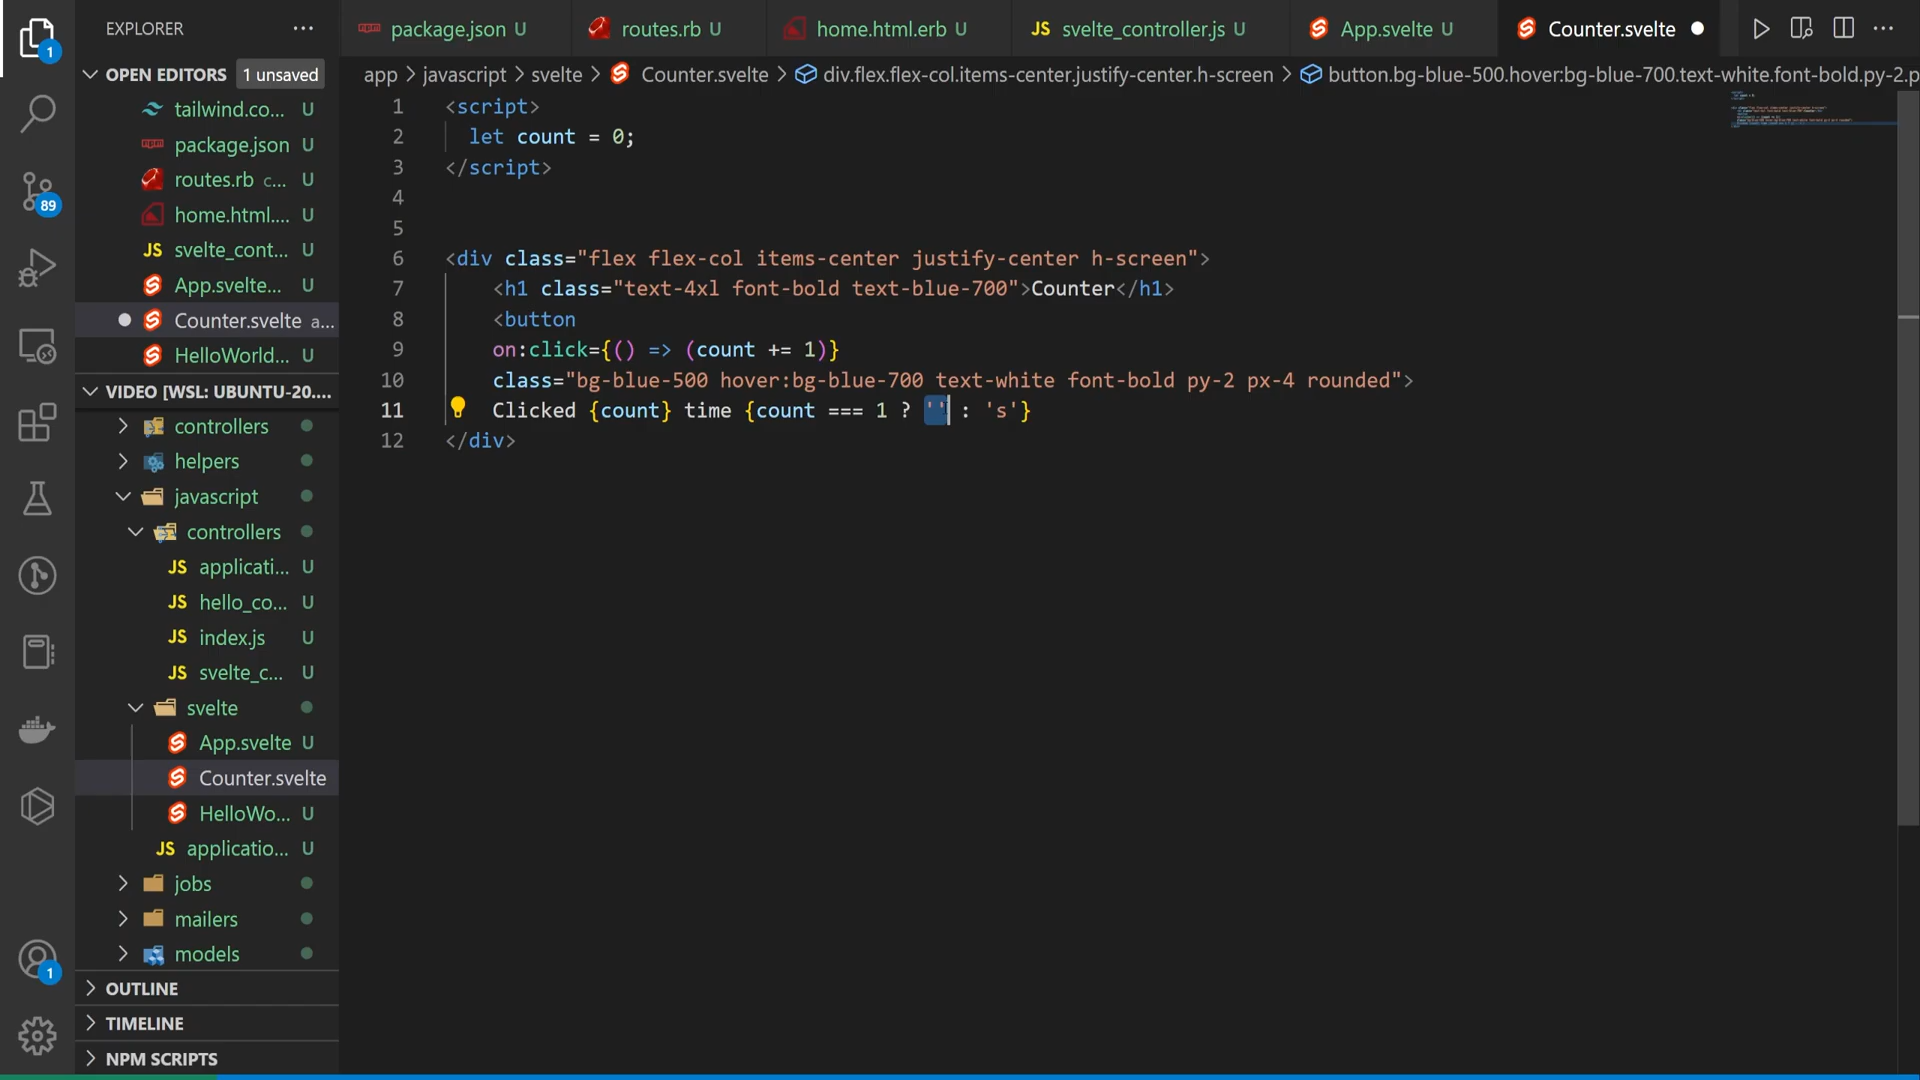 EXPLORER
package.json U
routes.rb U
home.html.erb U
JS svelte_controller.js U
App.svelte U
Counter.svelte
1
OPEN EDITORS 1 unsaved
app > javascript > svelte > Counter.svelte > div.flex.flex-col.items-center.justify-center.h-screen > button.bg-blue-500.hover:bg-blue-700.text-white.font-bold.py-2.p
tailwind.co... U
package.json U
routes.rb c... U
home.html.... U
JS svelte_cont... U
App.svelte... U
Counter.svelte a...
HelloWorld... U
89
VIDEO [WSL: UBUNTU-20....
controllers
helpers
javascript
controllers
JS applicati... U
JS hello_co... U
JS index.js U
JS svelte_c... U
svelte
App.svelte U
Counter.svelte
HelloWo... U
JS applicatio... U
jobs
mailers
models
1
OUTLINE
TIMELINE
NPM SCRIPTS
1 <script>
2 let count = 0;
3 </script>
4
5
6 <div class="flex flex-col items-center justify-center h-screen">
7 <h1 class="text-4xl font-bold text-blue-700">Counter</h1>
8 <button
9 on:click={() => (count += 1)}
10 class="bg-blue-500 hover:bg-blue-700 text-white font-bold py-2 px-4 rounded">
11 Clicked {count} time {count === 1 ? '' : 's'}
12 </div>